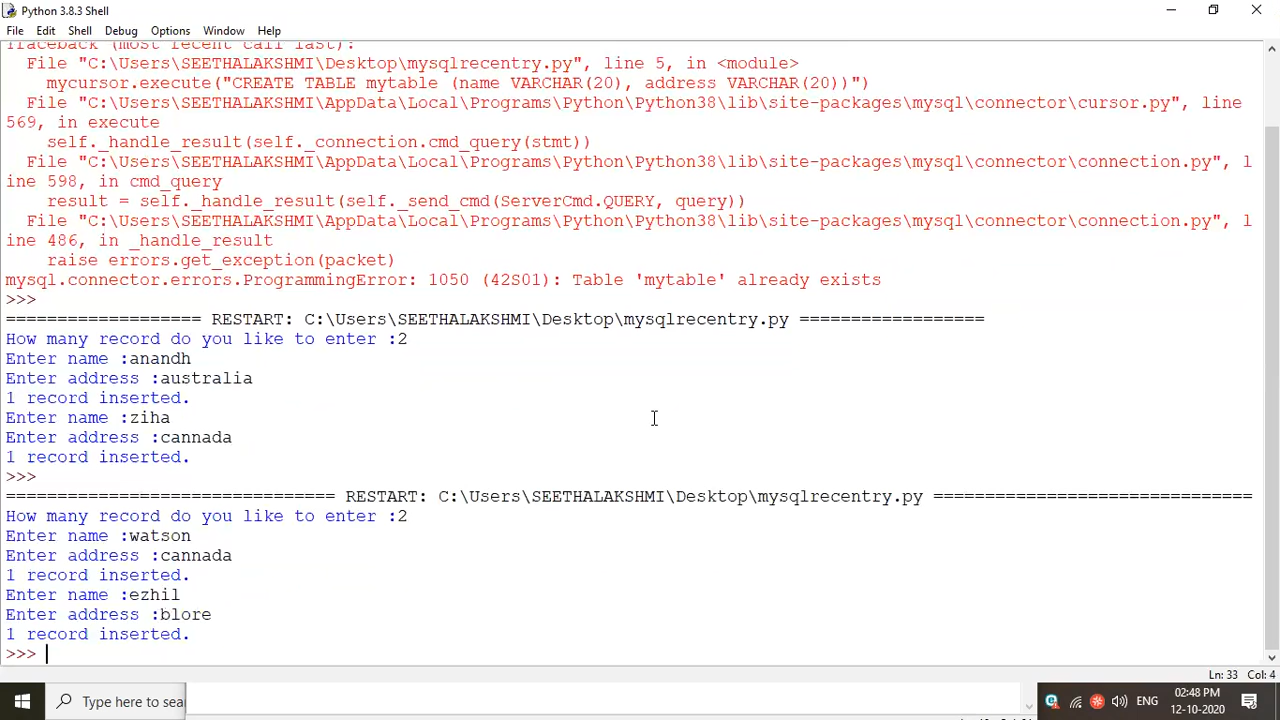 Python 3.8.3 Shell
File Edit Shell Debug Options Window Help
Traceback (most recent call last):
  File "C:\Users\SEETHALAKSHMI\Desktop\mysqlrecentry.py", line 5, in <module>
    mycursor.execute("CREATE TABLE mytable (name VARCHAR(20), address VARCHAR(20))")
  File "C:\Users\SEETHALAKSHMI\AppData\Local\Programs\Python\Python38\lib\site-packages\mysql\connector\cursor.py", line
569, in execute
    self._handle_result(self._connection.cmd_query(stmt))
  File "C:\Users\SEETHALAKSHMI\AppData\Local\Programs\Python\Python38\lib\site-packages\mysql\connector\connection.py", l
ine 598, in cmd_query
    result = self._handle_result(self._send_cmd(ServerCmd.QUERY, query))
  File "C:\Users\SEETHALAKSHMI\AppData\Local\Programs\Python\Python38\lib\site-packages\mysql\connector\connection.py", l
ine 486, in _handle_result
    raise errors.get_exception(packet)
mysql.connector.errors.ProgrammingError: 1050 (42S01): Table 'mytable' already exists
>>>
=================== RESTART: C:\Users\SEETHALAKSHMI\Desktop\mysqlrecentry.py ==================
How many record do you like to enter :2
Enter name :anandh
Enter address :australia
1 record inserted.
Enter name :ziha
Enter address :cannada
1 record inserted.
>>>
================================ RESTART: C:\Users\SEETHALAKSHMI\Desktop\mysqlrecentry.py ===============================
How many record do you like to enter :2
Enter name :watson
Enter address :cannada
1 record inserted.
Enter name :ezhil
Enter address :blore
1 record inserted.
>>>
Ln: 33 Col: 4
Type here to sear
ENG
02:48 PM
12-10-2020